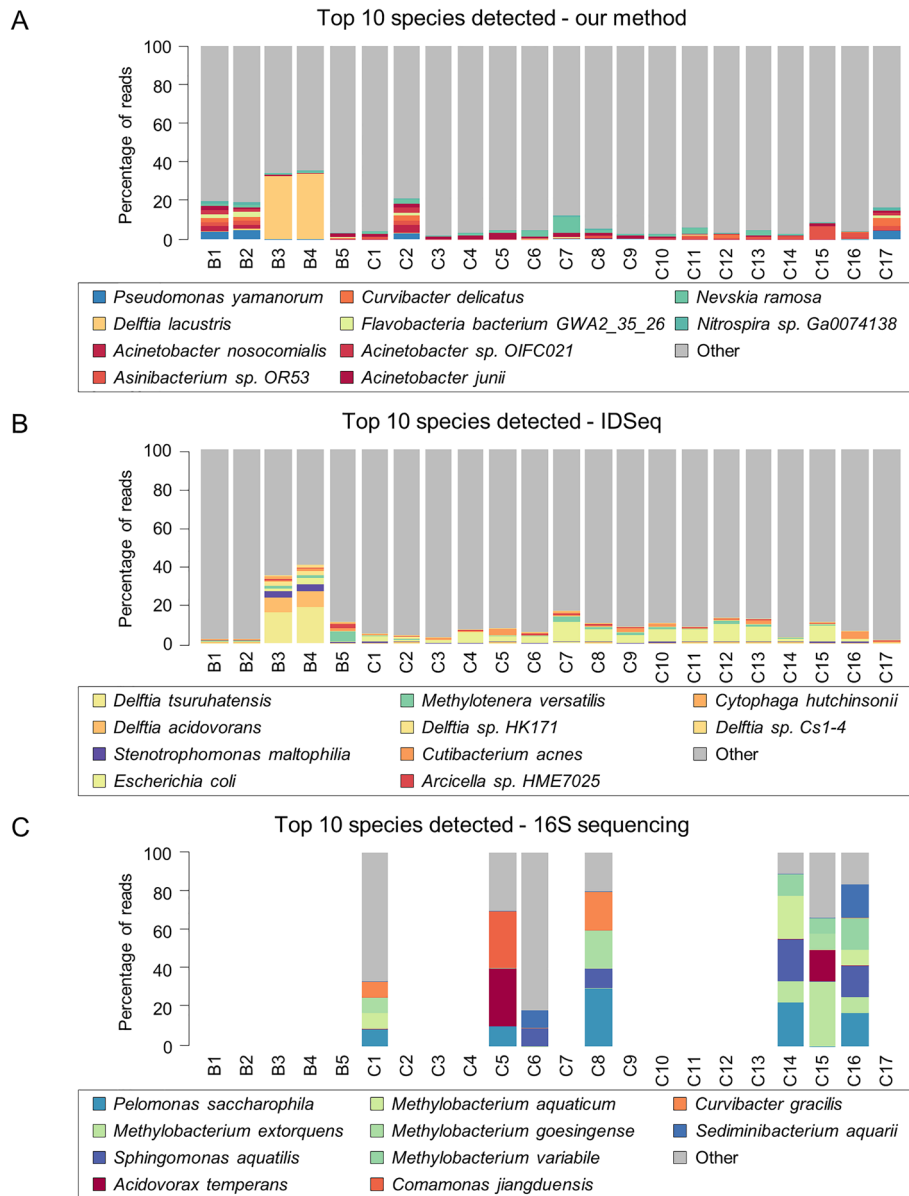 A
Top 10 species detected - our method
Percentage of reads
100
80
60
40
20
0
B1 B2 B3 B4 B5 C1 C2 C3 C4 C5 C6 C7 C8 C9 C10 C11 C12 C13 C14 C15 C16 C17
Pseudomonas yamanorum Curvibacter delicatus Nevskia ramosa
Delftia lacustris Flavobacteria bacterium GWA2_35_26 Nitrospira sp. Ga0074138
Acinetobacter nosocomialis Acinetobacter sp. OIFC021 Other
Asinibacterium sp. OR53 Acinetobacter junii
B
Top 10 species detected - IDSeq
Percentage of reads
100
80
60
40
20
0
B1 B2 B3 B4 B5 C1 C2 C3 C4 C5 C6 C7 C8 C9 C10 C11 C12 C13 C14 C15 C16 C17
Delftia tsuruhatensis Methylotenera versatilis Cytophaga hutchinsonii
Delftia acidovorans Delftia sp. HK171 Delftia sp. Cs1-4
Stenotrophomonas maltophilia Cutibacterium acnes Other
Escherichia coli Arcicella sp. HME7025
C
Top 10 species detected - 16S sequencing
Percentage of reads
100
80
60
40
20
0
B1 B2 B3 B4 B5 C1 C2 C3 C4 C5 C6 C7 C8 C9 C10 C11 C12 C13 C14 C15 C16 C17
Pelomonas saccharophila Methylobacterium aquaticum Curvibacter gracilis
Methylobacterium extorquens Methylobacterium goesingense Sediminibacterium aquarii
Sphingomonas aquatilis Methylobacterium variabile Other
Acidovorax temperans Comamonas jiangduensis